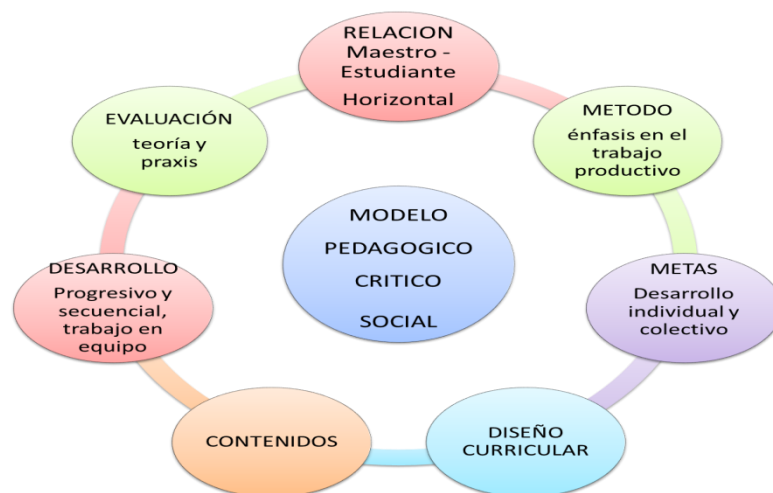 RELACION
Maestro -
Estudiante
Horizontal
METODO
énfasis en el
trabajo
productivo
METAS
Desarrollo
individual y
colectivo
DISEÑO
CURRICULAR
CONTENIDOS
DESARROLLO
Progresivo y
secuencial,
trabajo en
equipo
EVALUACIÓN
teoría y
praxis
MODELO
PEDAGOGICO
CRITICO
SOCIAL